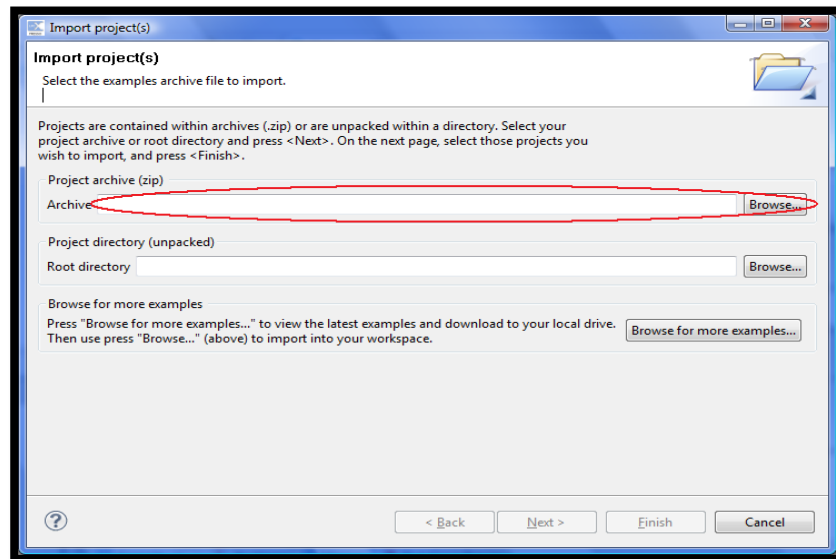 Import project(s)
Import project(s)
Select the examples archive file to import.
Projects are contained within archives (.zip) or are unpacked within a directory. Select your
project archive or root directory and press <Next>. On the next page, select those projects you
wish to import, and press <Finish>.
Project archive (zip)
Archive Browse...
Project directory (unpacked)
Root directory Browse...
Browse for more examples
Press "Browse for more examples..." to view the latest examples and download to your local drive.
Then use press "Browse..." (above) to import into your workspace.
Browse for more examples...
? < Back Next > Finish Cancel